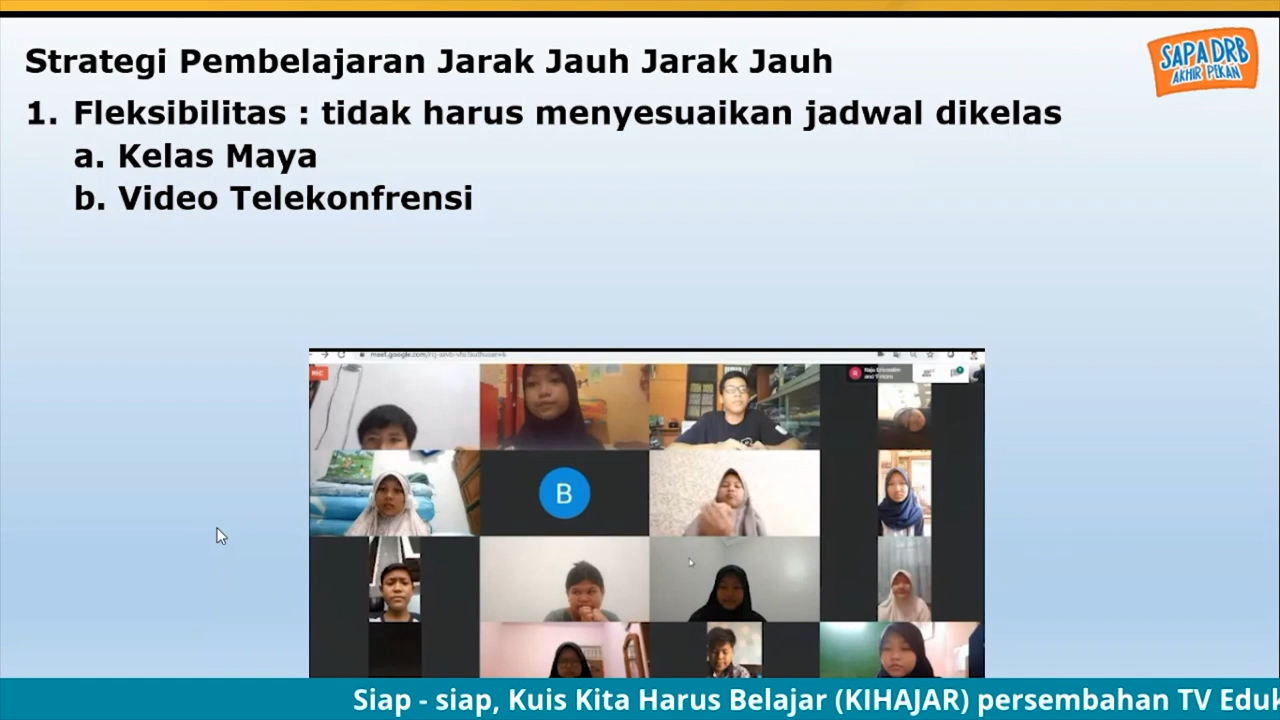 Strategi Pembelajaran Jarak Jauh Jarak Jauh
SAPA DRB
AKHIR PEKAN
1. Fleksibilitas : tidak harus menyesuaikan jadwal dikelas
a. Kelas Maya
b. Video Telekonfrensi
REC
B
Siap - siap, Kuis Kita Harus Belajar (KIHAJAR) persembahan TV Eduk